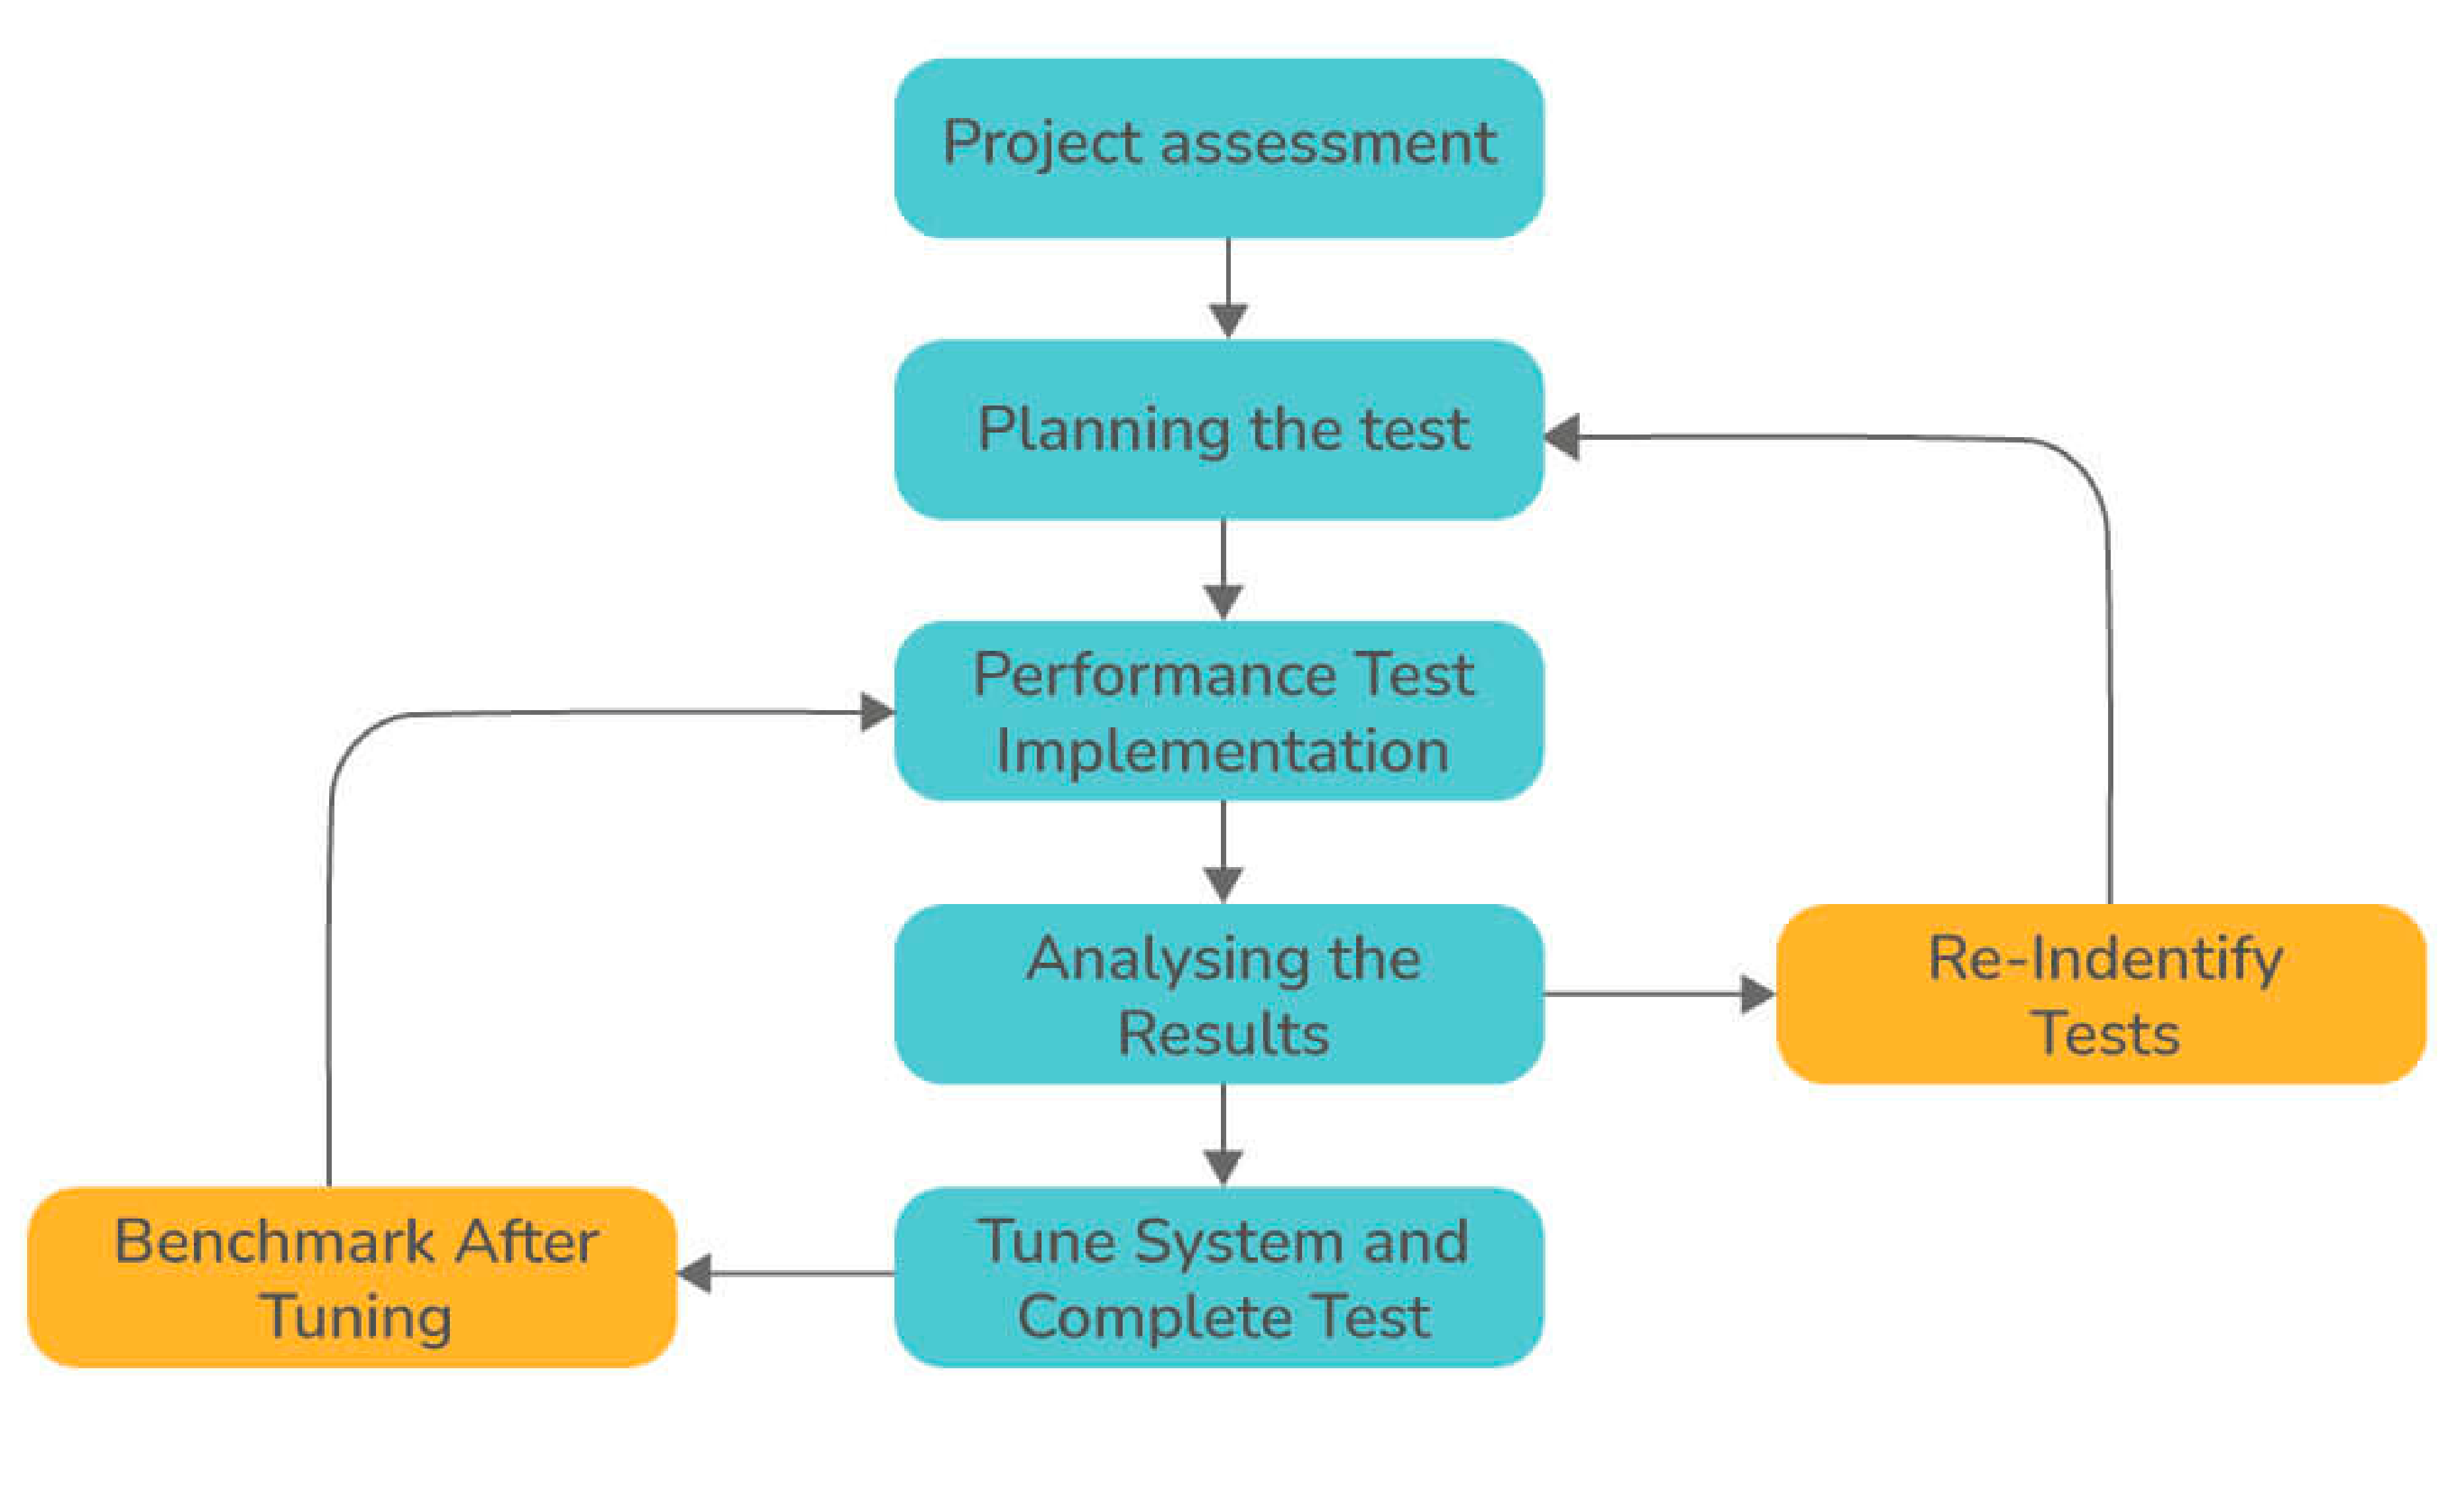 Project assessment
Planning the test
Performance Test
Implementation
Analysing the
Results
Re-Indentify
Tests
Tune System and
Complete Test
Benchmark After
Tuning